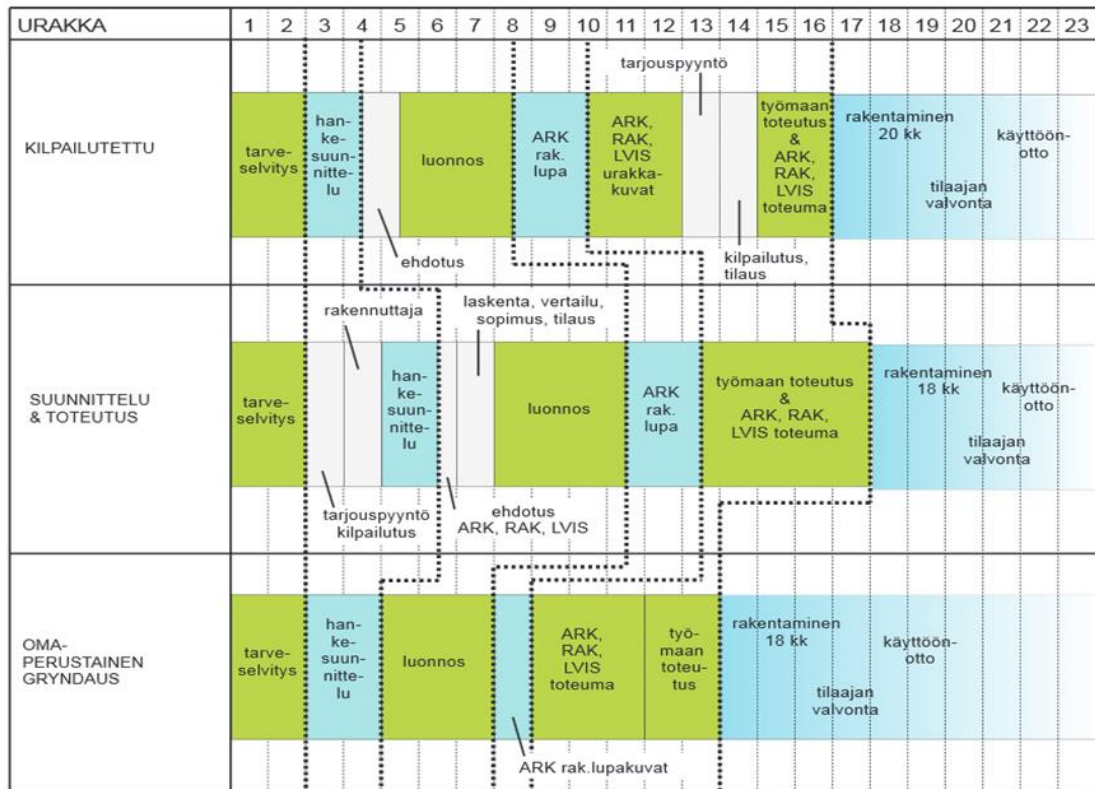 URAKKA 1 2 3 4 5 6 7 8 9 10 11 12 13 14 15 16 17 18 19 20 21 22 23
KILPAILUTETTU
tarve-
selvitys
han-
ke-
suun-
nitte-
lu
ehdotus
luonnos
ARK
rak.
lupa
ARK,
RAK,
LVIS
urakka-
kuvat
tarjouspyyntö
kilpailutus,
tilaus
työmaan
toteutus
& ARK,
RAK,
LVIS
toteuma
rakentaminen
20 kk
tilaajan
valvonta
käyttöön-
otto
SUUNNITTELU
& TOTEUTUS
tarve-
selvitys
tarjouspyyntö
kilpailutus
rakennuttaja
han-
ke-
suun-
nitte-
lu
ehdotus
ARK, RAK, LVIS
laskenta, vertailu,
sopimus, tilaus
luonnos
ARK
rak.
lupa
työmaan toteutus
&
ARK, RAK,
LVIS toteuma
rakentaminen
18 kk
tilaajan
valvonta
käyttöön-
otto
OMA-
PERUSTAINEN
GRYNDAUS
tarve-
selvitys
han-
ke-
suun-
nitte-
lu
luonnos
ARK rak.lupakuvat
ARK,
RAK,
LVIS
toteuma
työ-
maan
toteu-
tus
rakentaminen
18 kk
tilaajan
valvonta
käyttöön-
otto